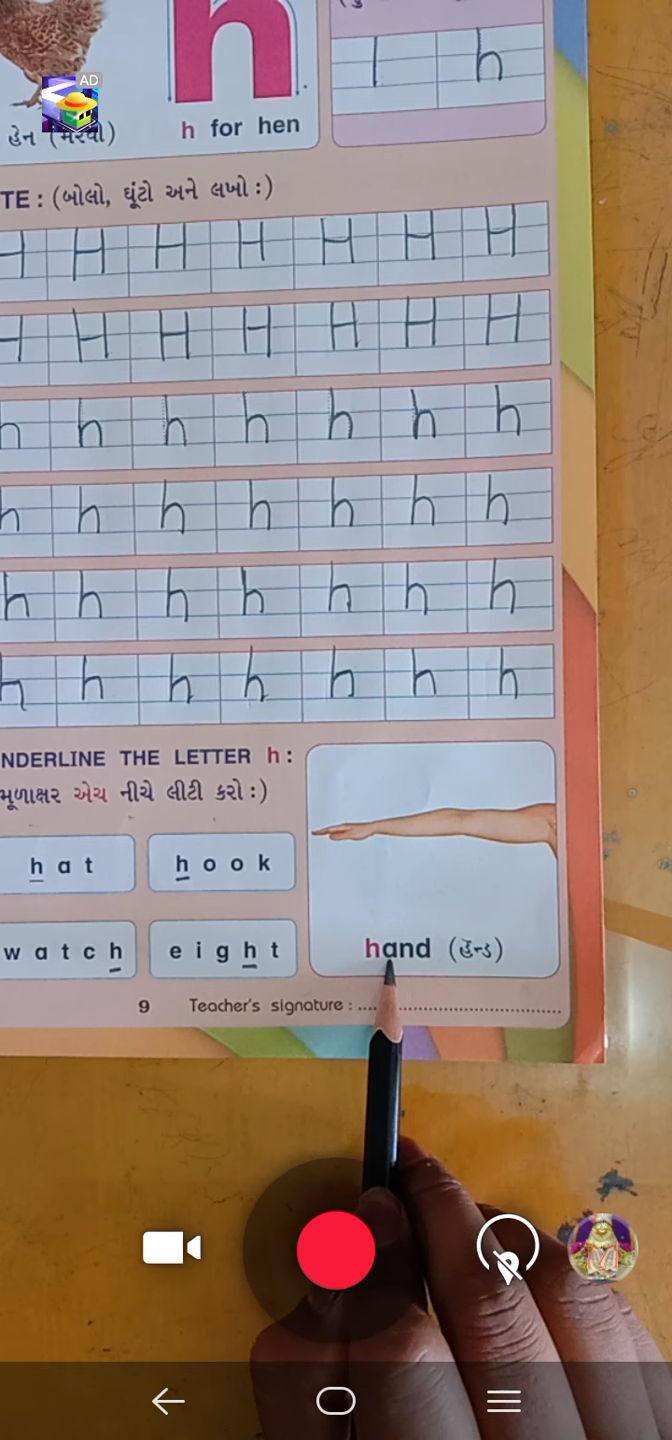 AD
હેન (મરઘી)
h
h for hen
l h
TE : (બોલો, ઘૂંટો અને લખો :)
H H H H H H H
H H H H H H H
h h h h h h h
h h h h h h h
h h h h h h h
h h h h h h h
NDERLINE THE LETTER h :
મૂળાક્ષર એચ નીચે લીટી કરો :)
h a t
h o o k
w a t c h
e i g h t
hand (હૅન્ડ)
9 Teacher's signature :